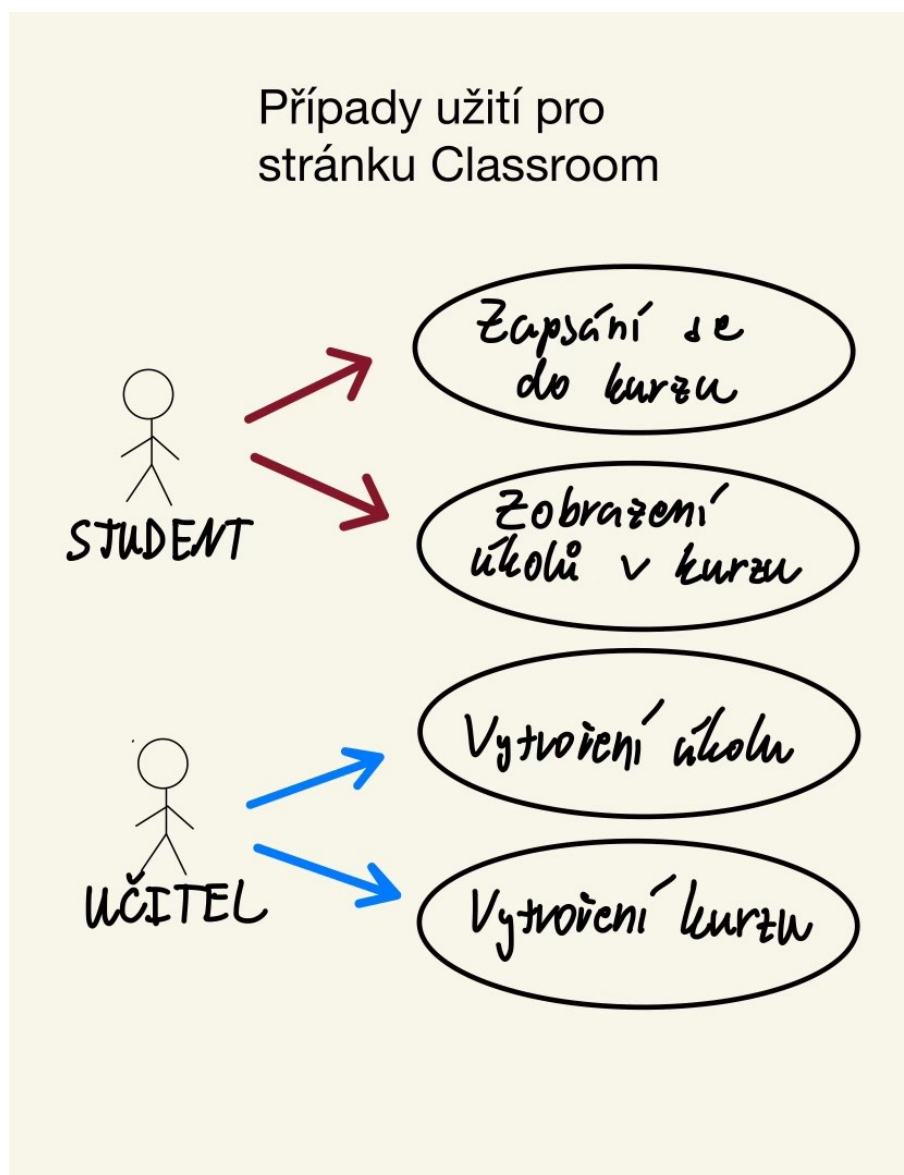 Případy užití pro
stránku Classroom
Zapsání se
do kurzu
Zobrazení
úkolů v kurzu
STUDENT
Vytvoření úkolu
UČITEL
Vytvoření kurzu